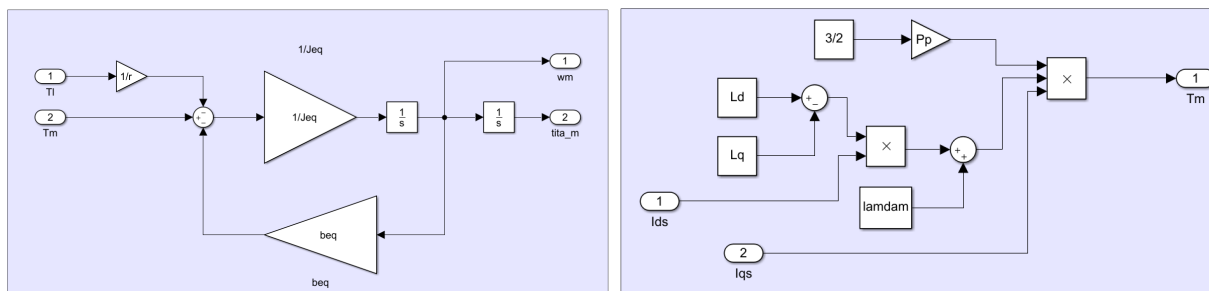 1/Jeq
1
Tl
1/r
2
Tm
1/Jeq
1
s
1
s
1
wm
2
tita_m
beq
beq
3/2
Pp
Ld
Lq
1
Ids
lamdam
2
Iqs
1
Tm